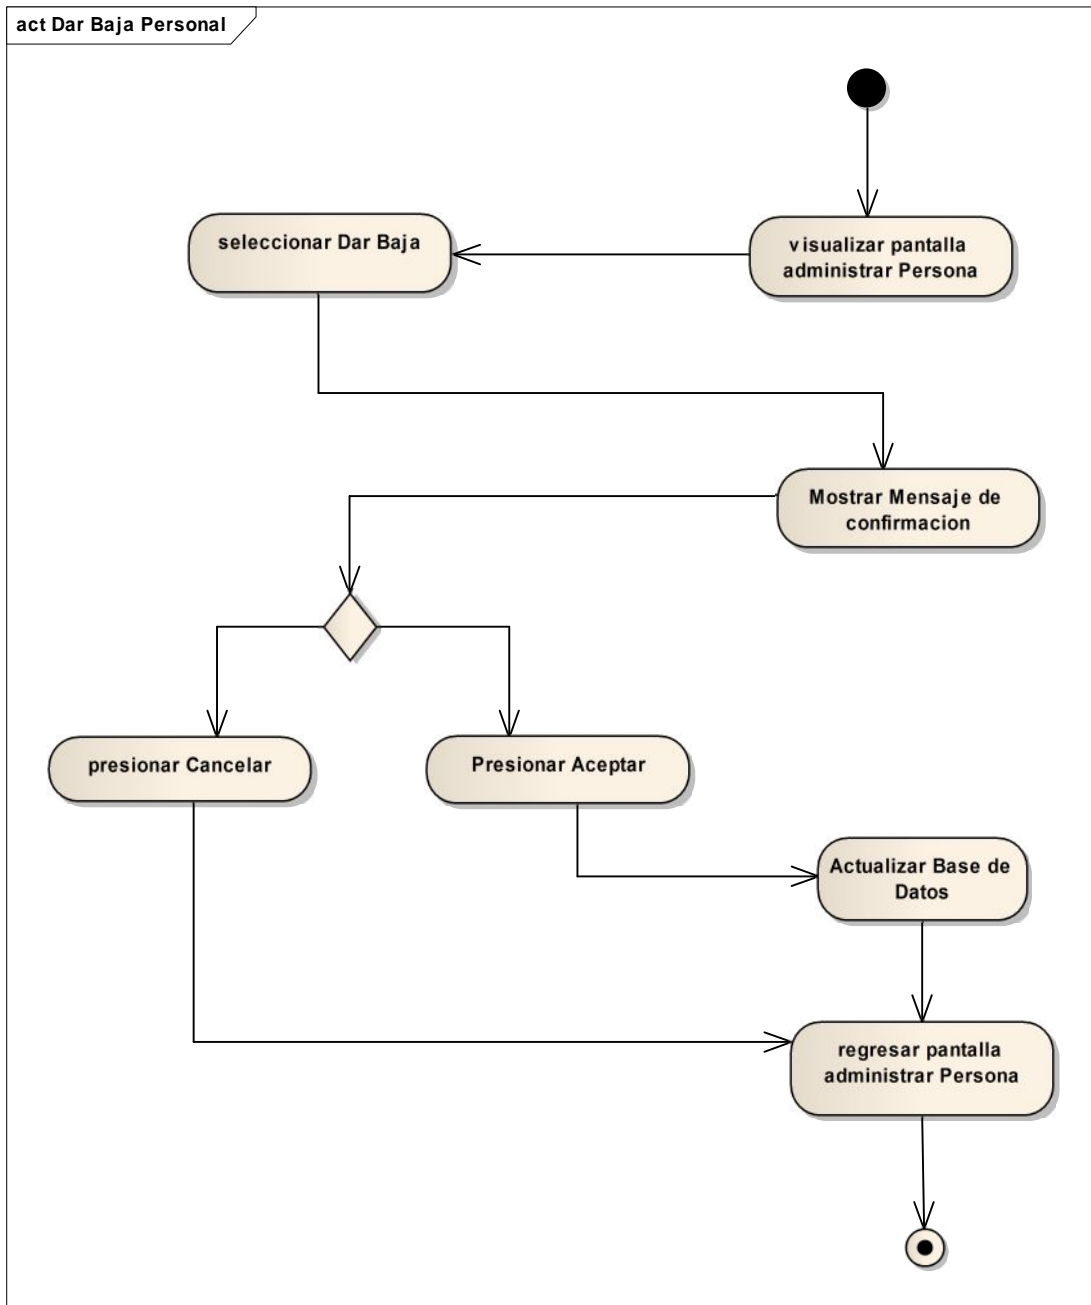 act Dar Baja Personal
visualizar pantalla
administrar Persona
seleccionar Dar Baja
Mostrar Mensaje de
confirmacion
presionar Cancelar
Presionar Aceptar
Actualizar Base de
Datos
regresar pantalla
administrar Persona